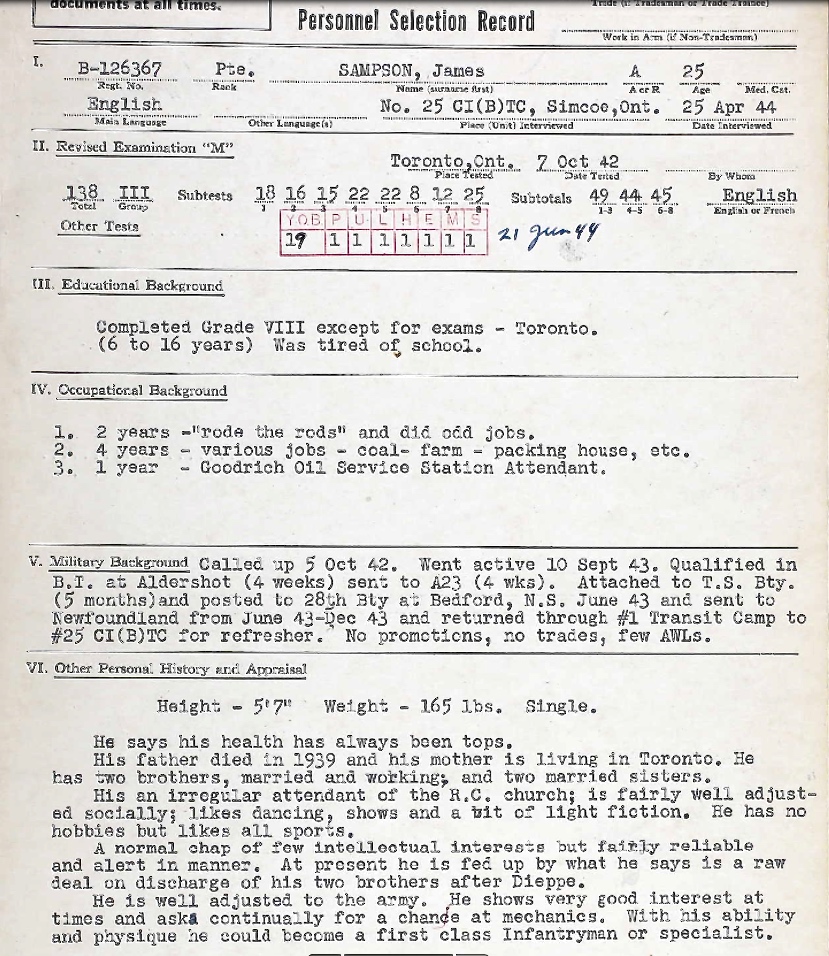 documents at all times.
Personnel Selection Record
Trade (if Tradesman or Trade Trainee)
Work in Arm (if Non-Tradesman)
I. B-126367 Pte. SAMPSON, James A 25
Regt. No. Rank Name (surname first) A or R Age Med. Cat.
English No. 25 CI(B)TC, Simcoe,Ont. 25 Apr 44
Main Language Other Language(s) Place (Unit) Interviewed Date Interviewed
II. Revised Examination "M"
Toronto,Ont. 7 Oct 42
Place Tested Date Tested By Whom
138 III Subtests 18 16 15 22 22 8 12 25 Subtotals 49 44 45 English
Total Group 1 2 3 4 5 6 7 8 1-3 4-5 6-8 English or French
Other Tests
YOB P U L H E M S
19 1 1 1 1 1 1 1 21 Jun 44
III. Educational Background
Completed Grade VIII except for exams - Toronto.
(6 to 16 years) Was tired of school.
IV. Occupational Background
1. 2 years -"rode the rods" and did odd jobs.
2. 4 years - various jobs - coal- farm - packing house, etc.
3. 1 year - Goodrich Oil Service Station Attendant.
V. Military Background Called up 5 Oct 42. Went active 10 Sept 43. Qualified in
B.I. at Aldershot (4 weeks) sent to A23 (4 wks). Attached to T.S. Bty.
(5 months)and posted to 28th Bty at Bedford, N.S. June 43 and sent to
Newfoundland from June 43-Dec 43 and returned through #1 Transit Camp to
#25 CI(B)TC for refresher. No promotions, no trades, few AWLs.
VI. Other Personal History and Appraisal
Height - 5'7" Weight - 165 lbs. Single.
He says his health has always been tops.
His father died in 1939 and his mother is living in Toronto. He
has two brothers, married and working; and two married sisters.
His an irregular attendant of the R.C. church; is fairly well adjust-
ed socially; likes dancing, shows and a bit of light fiction. He has no
hobbies but likes all sports.
A normal chap of few intellectual interests but fairly reliable
and alert in manner. At present he is fed up by what he says is a raw
deal on discharge of his two brothers after Dieppe.
He is well adjusted to the army. He shows very good interest at
times and asks continually for a change at mechanics. With his ability
and physique he could become a first class Infantryman or specialist.